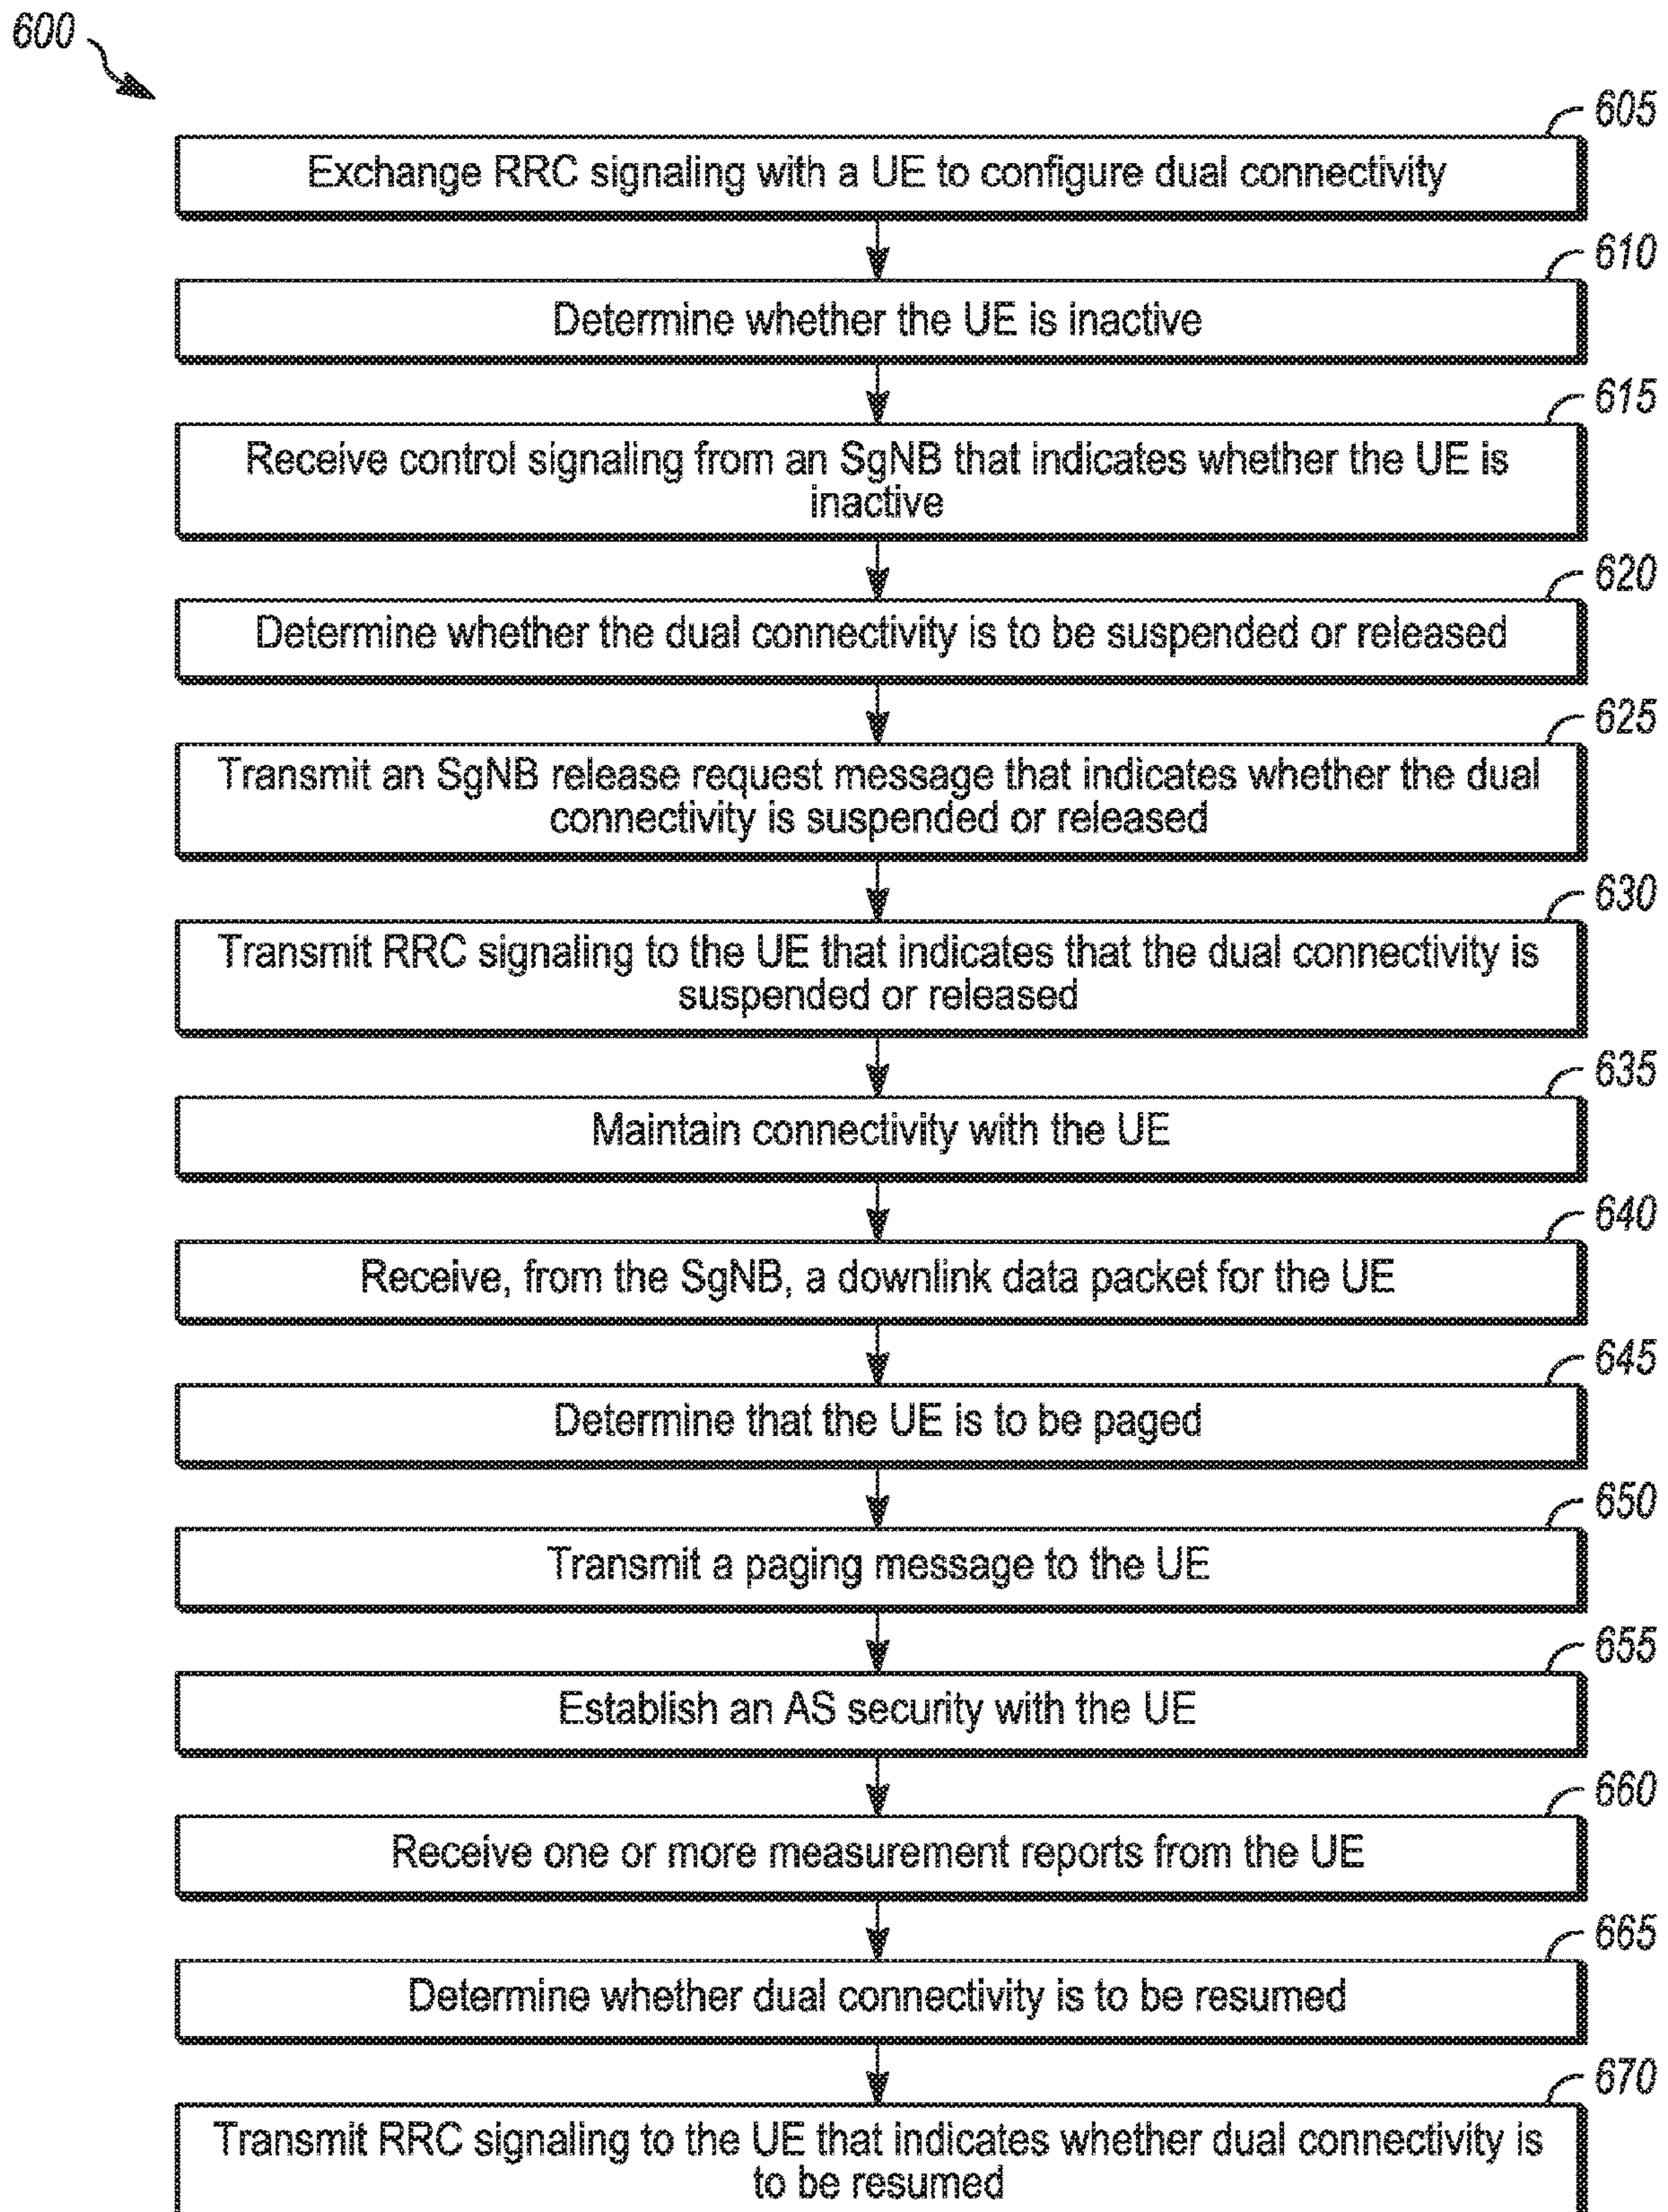 600
605
Exchange RRC signaling with a UE to configure dual connectivity
610
Determine whether the UE is inactive
615
Receive control signaling from an SgNB that indicates whether the UE is
inactive
620
Determine whether the dual connectivity is to be suspended or released
625
Transmit an SgNB release request message that indicates whether the dual
connectivity is suspended or released
630
Transmit RRC signaling to the UE that indicates that the dual connectivity is
suspended or released
635
Maintain connectivity with the UE
640
Receive, from the SgNB, a downlink data packet for the UE
645
Determine that the UE is to be paged
650
Transmit a paging message to the UE
655
Establish an AS security with the UE
660
Receive one or more measurement reports from the UE
665
Determine whether dual connectivity is to be resumed
670
Transmit RRC signaling to the UE that indicates whether dual connectivity is
to be resumed